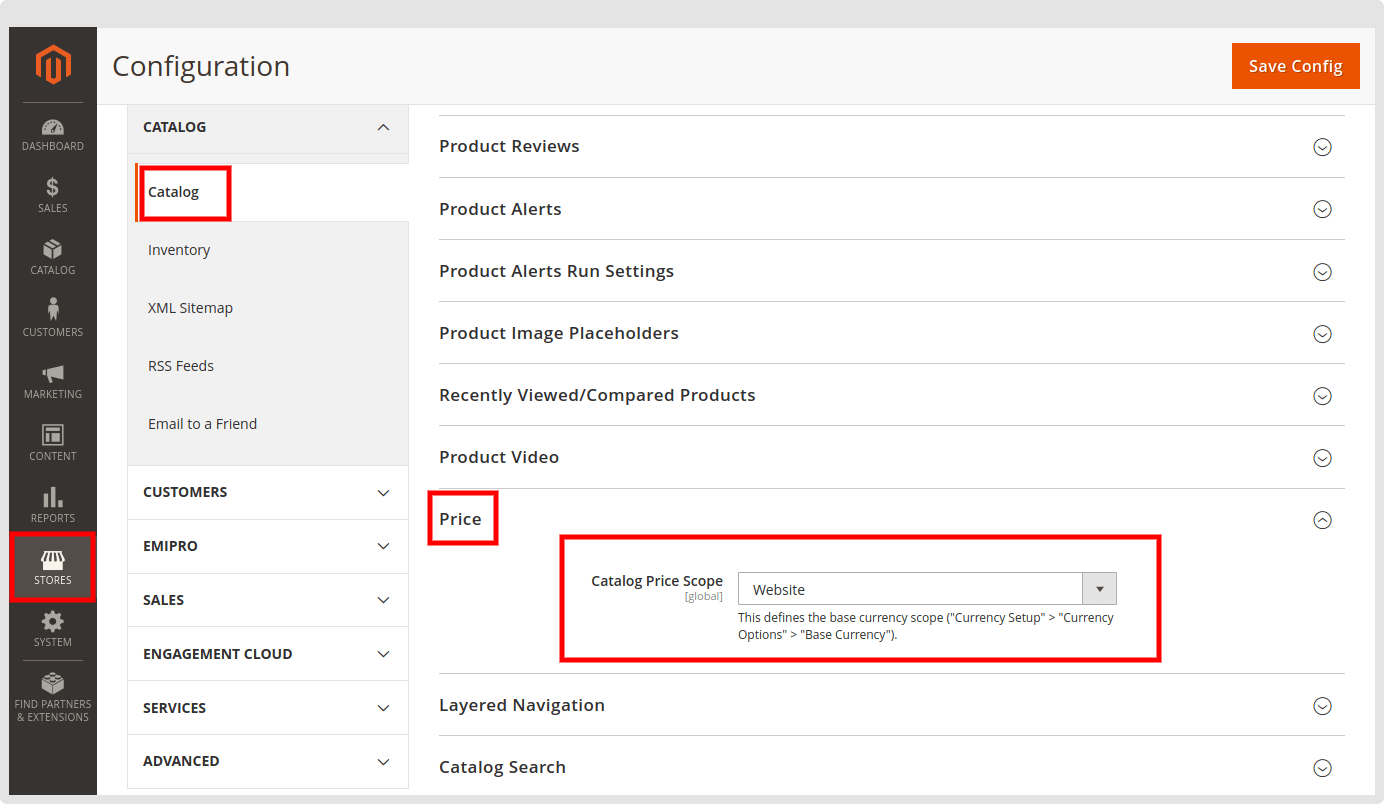 Configuration
Save Config
DASHBOARD
SALES
CATALOG
CUSTOMERS
MARKETING
CONTENT
REPORTS
STORES
SYSTEM
FIND PARTNERS
& EXTENSIONS
CATALOG
Catalog
Inventory
XML Sitemap
RSS Feeds
Email to a Friend
CUSTOMERS
EMIPRO
SALES
ENGAGEMENT CLOUD
SERVICES
ADVANCED
Product Reviews
Product Alerts
Product Alerts Run Settings
Product Image Placeholders
Recently Viewed/Compared Products
Product Video
Price
Catalog Price Scope
[global]
Website
This defines the base currency scope ("Currency Setup" > "Currency
Options" > "Base Currency").
Layered Navigation
Catalog Search